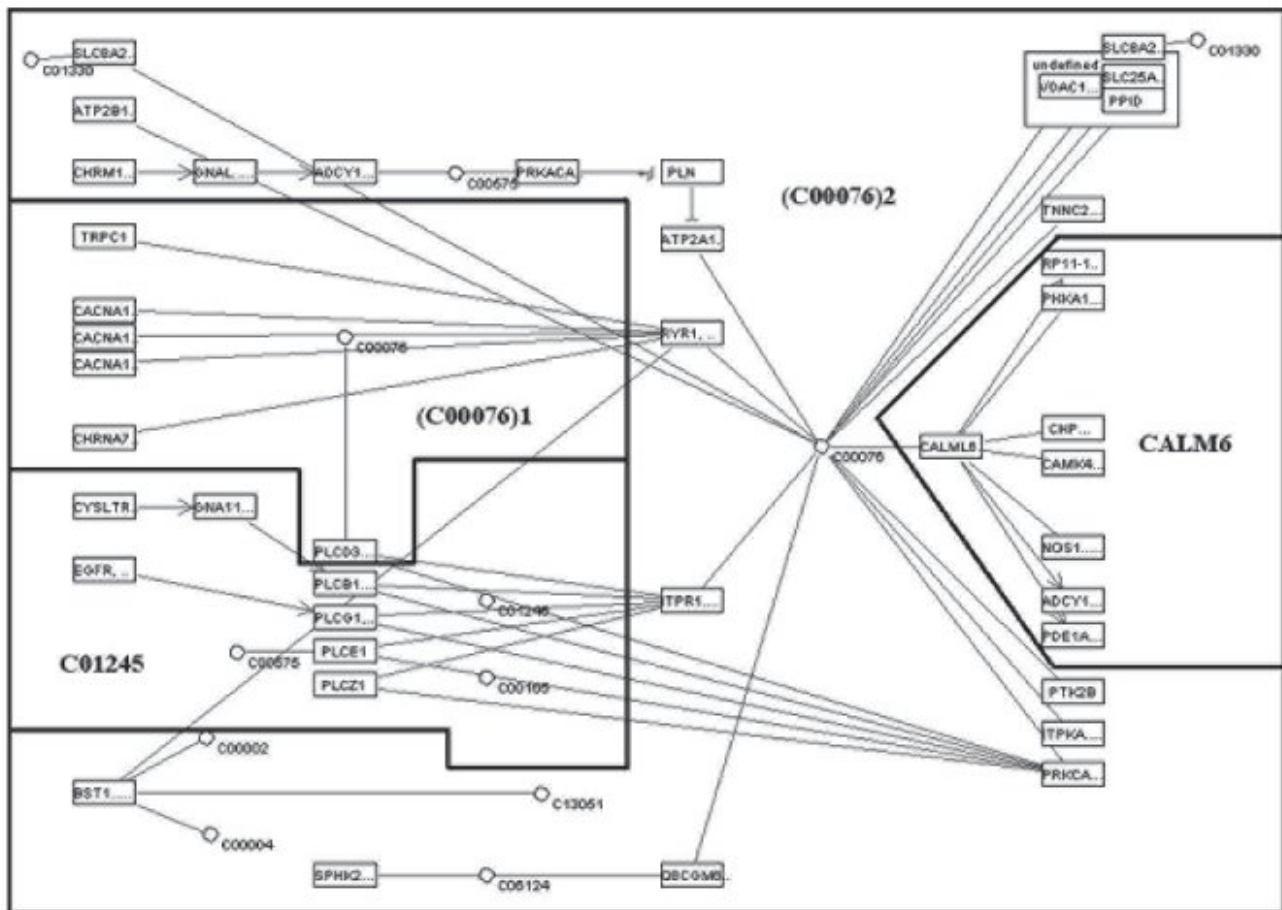 SLC8A2..
C01330
SLC8A2..
C01330
undefined
VDAC1...
SLC25A..
PPID
ATP2B1..
CHRM1...
GNAL, ...
ADCY1...
C00575
PRKACA
PLN
(C00076)2
TNNC2...
TRPC1
ATP2A1..
RP11-1..
PHKA1...
CACNA1..
CACNA1..
CACNA1..
C00076
RYR1, ...
CHRNA7..
(C00076)1
C00076
CALML6
CHP...
CAMK4...
CALM6
CYSLTR..
GNA11...
PLCD3...
NOS1.....
EGFR, ...
PLCB1...
PLCG1, ...
C01245
ITPR1....
ADCY1...
PDE1A...
C01245
C00575
PLCE1
PLCZ1
C00165
PTK2B
ITPKA....
PRKCA...
C00002
BST1.....
C13051
C00004
SPHK2...
C06124